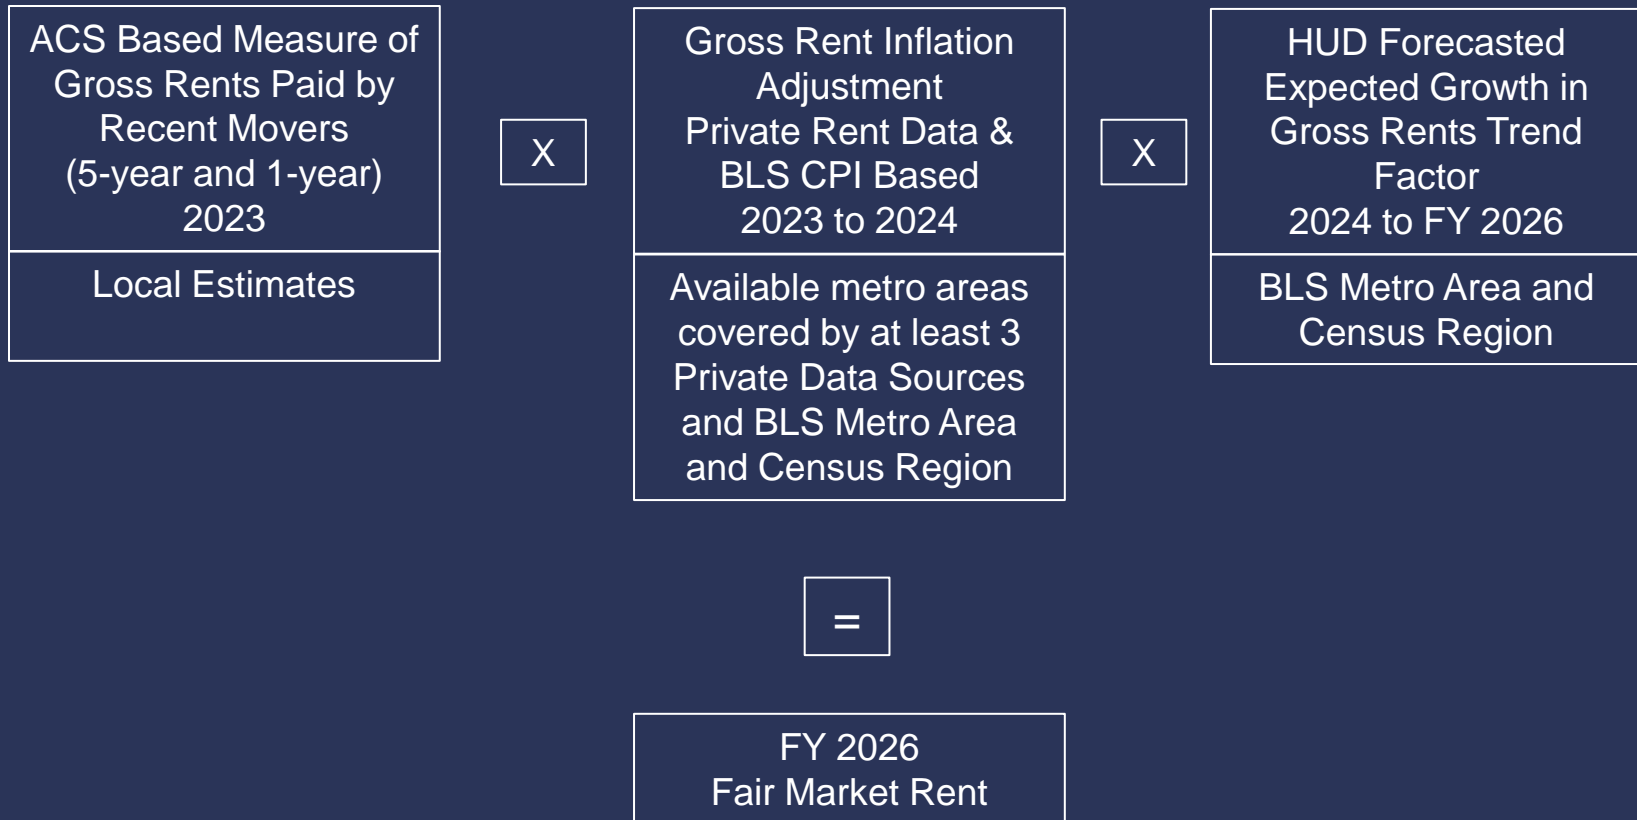 ACS Based Measure of
Gross Rents Paid by
Recent Movers
(5-year and 1-year)
2023
Local Estimates
X
Gross Rent Inflation
Adjustment
Private Rent Data &
BLS CPI Based
2023 to 2024
Available metro areas
covered by at least 3
Private Data Sources
and BLS Metro Area
and Census Region
X
HUD Forecasted
Expected Growth in
Gross Rents Trend
Factor
2024 to FY 2026
BLS Metro Area and
Census Region
=
FY 2026
Fair Market Rent